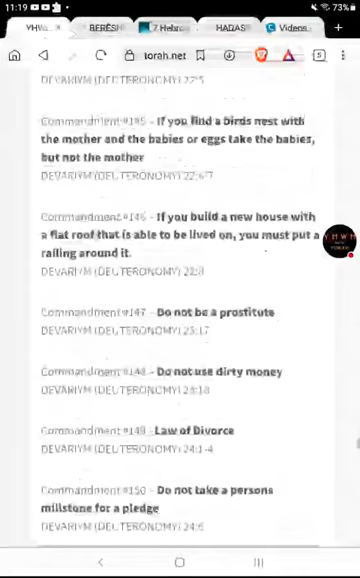 11:19
73%
YHW
BERĒSHI
7 Hebrew
HADAS
Videos
torah.net
5
DEVARIYM (DEUTERONOMY) 22:5
Commandment #145 - If you find a birds nest with
the mother and the babies or eggs take the babies,
but not the mother
DEVARIYM (DEUTERONOMY) 22:6-7
Commandment #146 - If you build a new house with
a flat roof that is able to be lived on, you must put a
railing around it.
DEVARIYM (DEUTERONOMY) 22:8
Y H W H
Commandment #147 - Do not be a prostitute
DEVARIYM (DEUTERONOMY) 23:17
Commandment #148 - Do not use dirty money
DEVARIYM (DEUTERONOMY) 23:18
Commandment #149 - Law of Divorce
DEVARIYM (DEUTERONOMY) 24:1-4
Commandment #150 - Do not take a persons
millstone for a pledge
DEVARIYM (DEUTERONOMY) 24:6